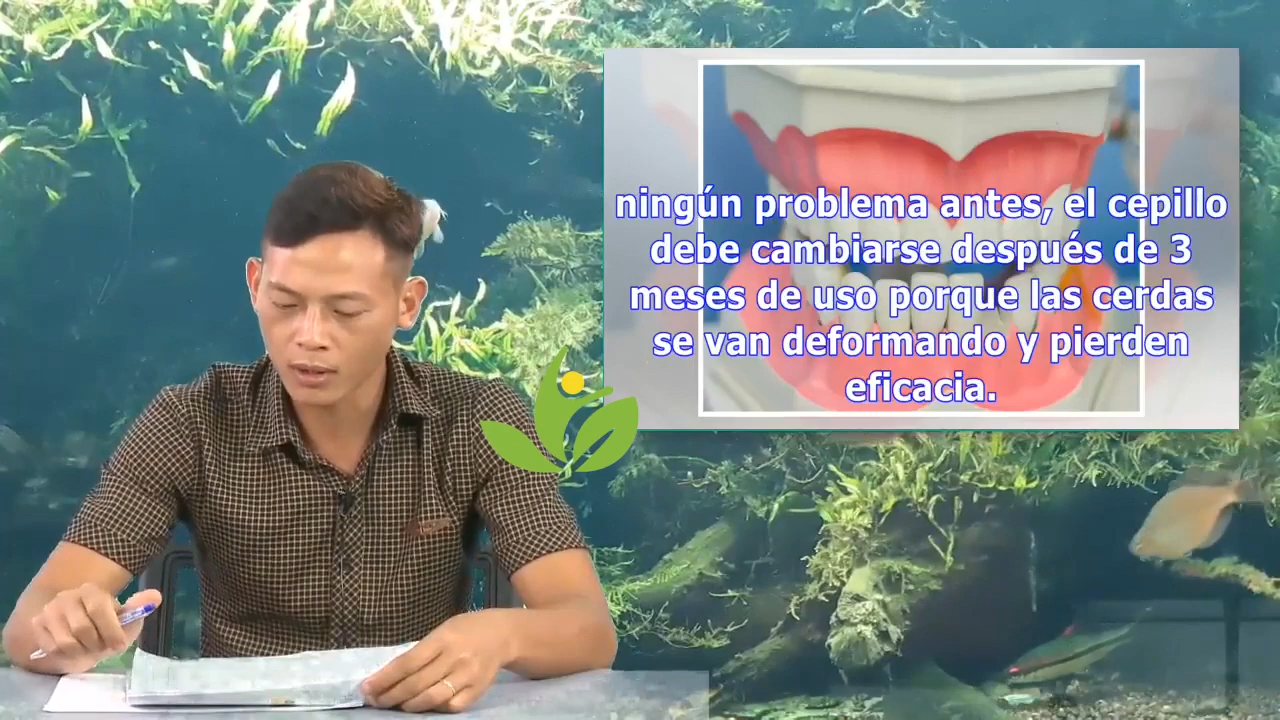 ningún problema antes, el cepillo
debe cambiarse después de 3
meses de uso porque las cerdas
se van deformando y pierden
eficacia.